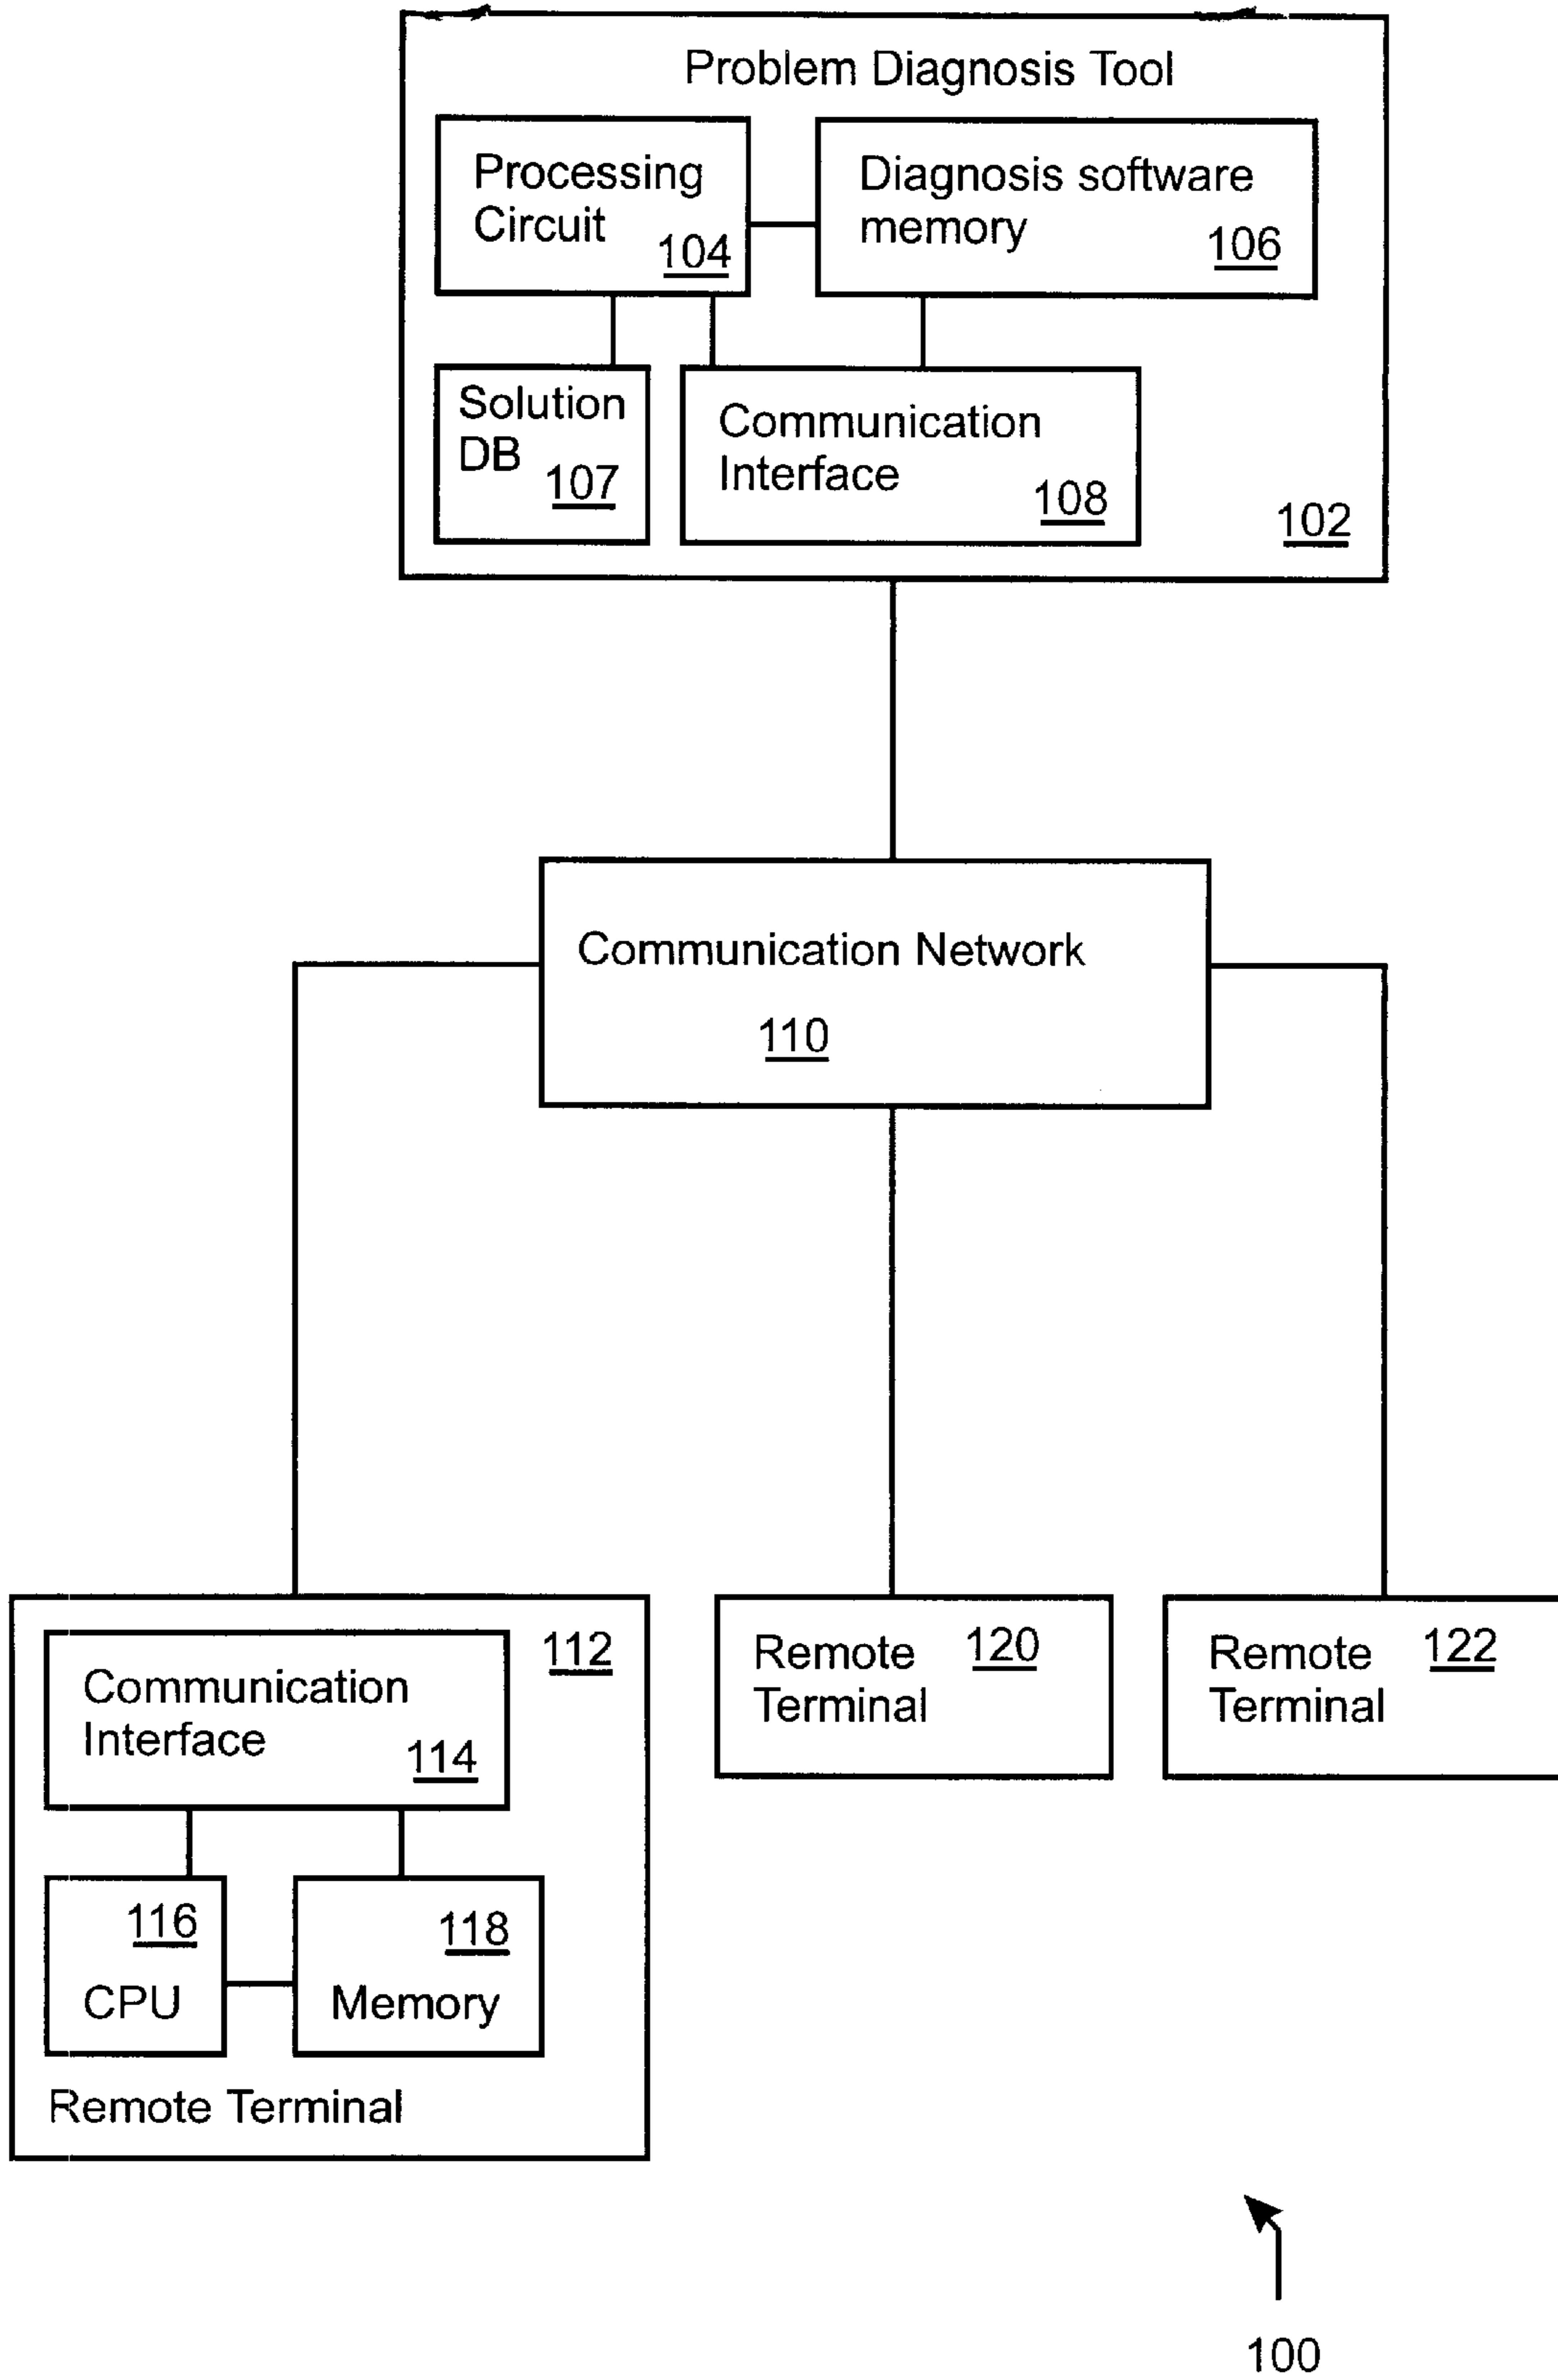 Problem Diagnosis Tool
Processing
Circuit
104
Diagnosis software
memory
106
Solution
DB
107
Communication
Interface
108
102
Communication Network
110
112
Communication
Interface
114
116
CPU
118
Memory
Remote Terminal
Remote
Terminal
120
Remote
Terminal
122
100